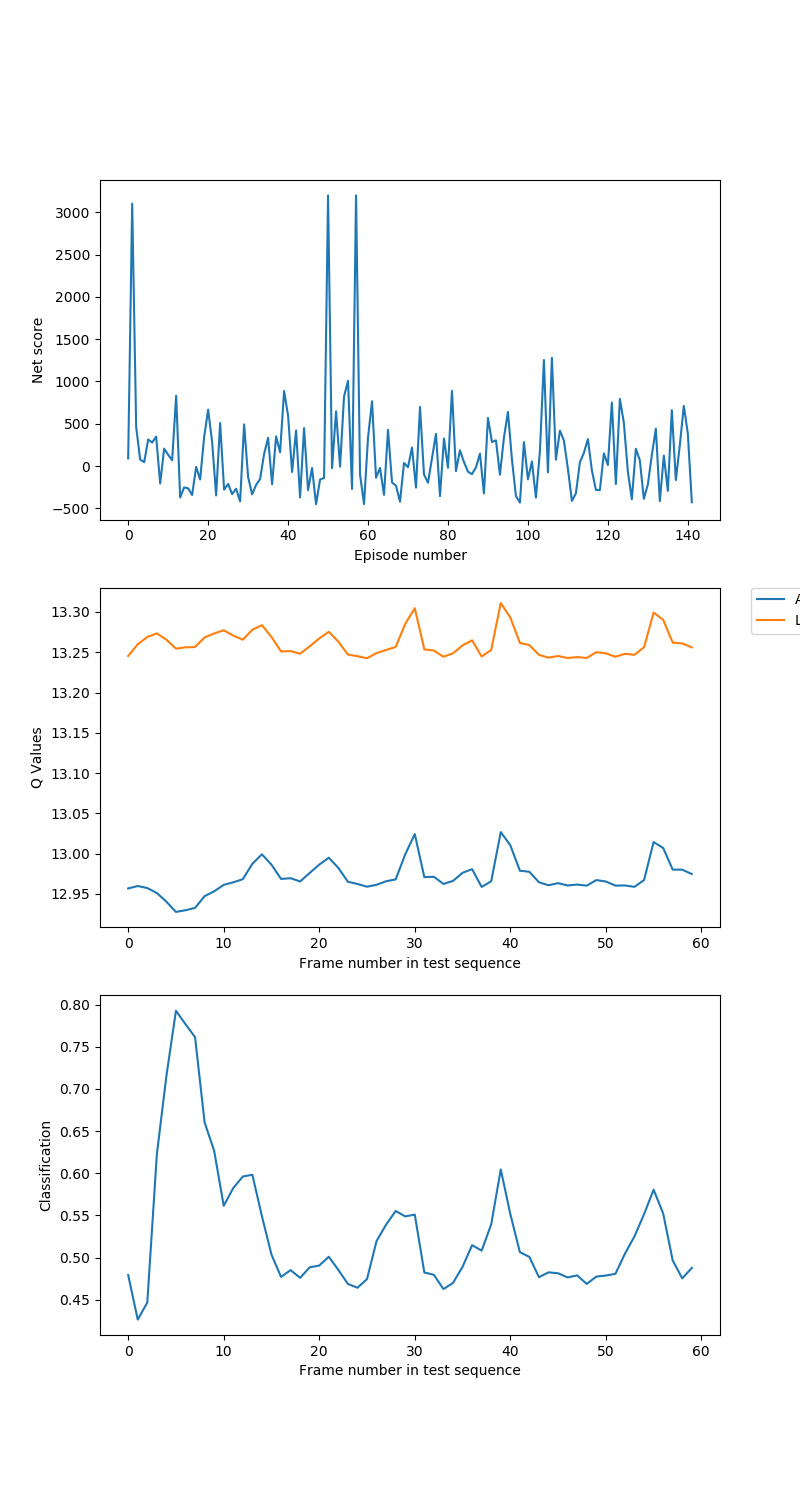 3000
2500
2000
1500
1000
500
0
−500
Net score
0 20 40 60 80 100 120 140
Episode number
13.30
13.25
13.20
13.15
13.10
13.05
13.00
12.95
Q Values
0 10 20 30 40 50 60
Frame number in test sequence
L
0.80
0.75
0.70
0.65
0.60
0.55
0.50
0.45
Classification
0 10 20 30 40 50 60
Frame number in test sequence